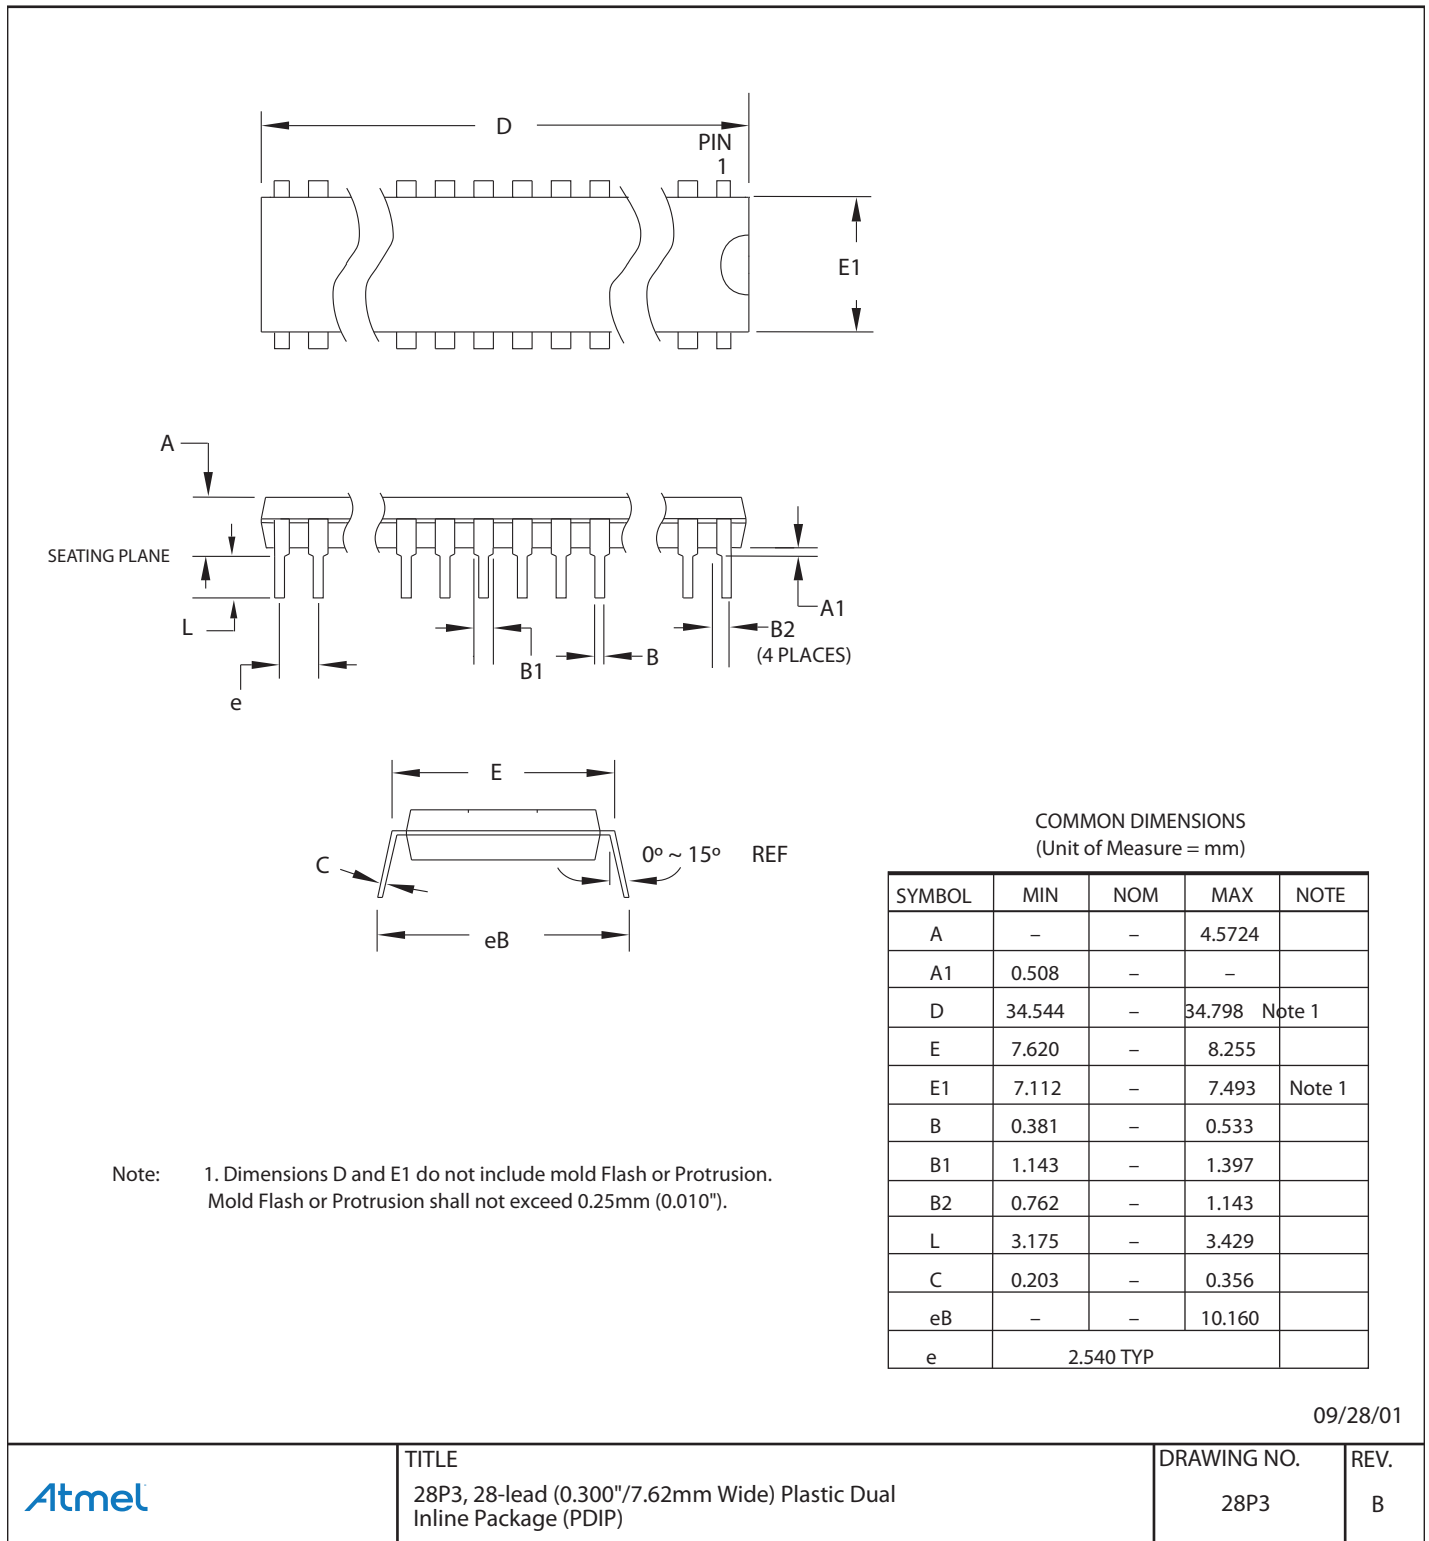 D
PIN
1
E1
A
SEATING PLANE
A1
L
B2
(4 PLACES)
B1
B
e
E
C
0º ~ 15º REF
eB
COMMON DIMENSIONS
(Unit of Measure = mm)
SYMBOL MIN NOM MAX NOTE
A – – 4.5724
A1 0.508 – –
D 34.544 – 34.798 Note 1
E 7.620 – 8.255
E1 7.112 – 7.493 Note 1
B 0.381 – 0.533
B1 1.143 – 1.397
B2 0.762 – 1.143
L 3.175 – 3.429
C 0.203 – 0.356
eB – – 10.160
e 2.540 TYP
Note: 1. Dimensions D and E1 do not include mold Flash or Protrusion.
Mold Flash or Protrusion shall not exceed 0.25mm (0.010").
09/28/01
Atmel
TITLE
28P3, 28-lead (0.300"/7.62mm Wide) Plastic Dual
Inline Package (PDIP)
DRAWING NO.
28P3
REV.
B